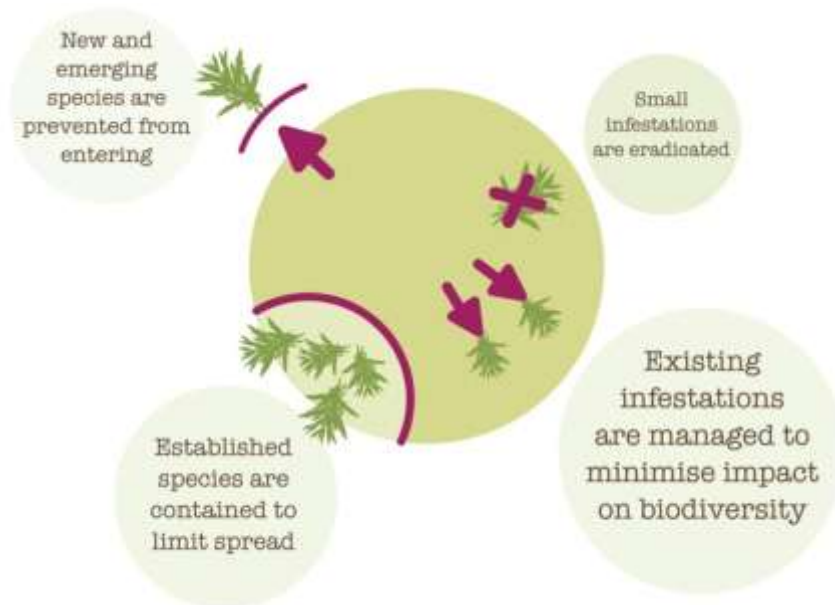 New and
emerging
species are
prevented from
entering
Small
infestations
are eradicated
Existing
infestations
are managed to
minimise impact
on biodiversity
Established
species are
contained to
limit spread